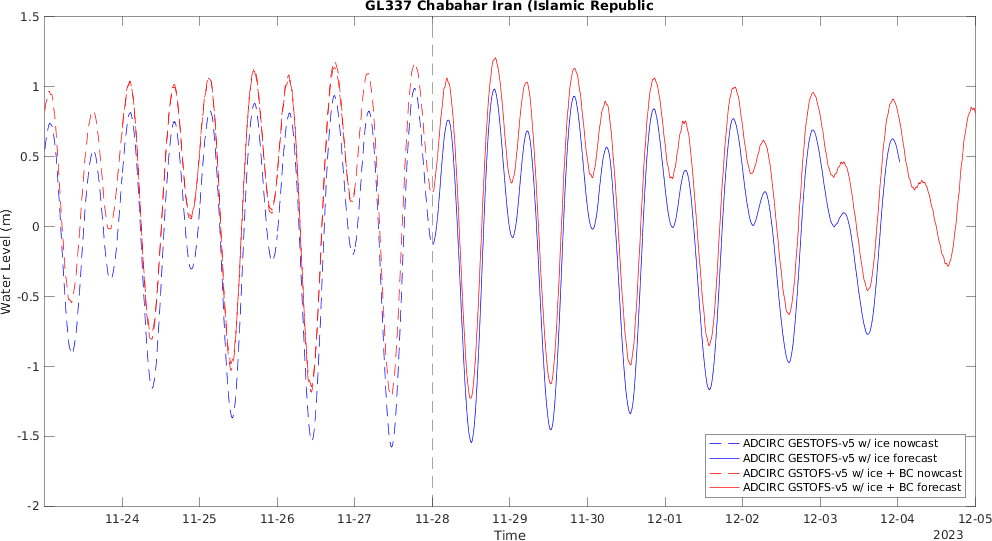 GL337 Chabahar Iran (Islamic Republic
1.5
1
0.5
0
-0.5
-1
-1.5
-2
Water Level (m)
ADCIRC GESTOFS-v5 w/ ice nowcast
ADCIRC GESTOFS-v5 w/ ice forecast
ADCIRC GSTOFS-v5 w/ ice + BC nowcast
ADCIRC GSTOFS-v5 w/ ice + BC forecast
11-24 11-25 11-26 11-27 11-28 11-29 11-30 12-01 12-02 12-03 12-04 12-05
Time
2023